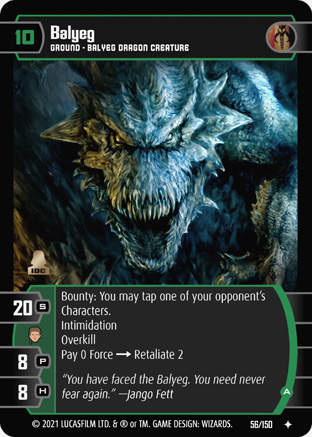 10
Balyeg
GROUND - BALYEG DRAGON CREATURE
IDC
20 S
8 P
8 H
Bounty: You may tap one of your opponent's
Characters.
Intimidation
Overkill
Pay 0 Force → Retaliate 2
"You have faced the Balyeg. You need never
fear again." —Jango Fett
A
© 2021 LUCASFILM LTD. & ® or TM. GAME DESIGN: WIZARDS.
56/150